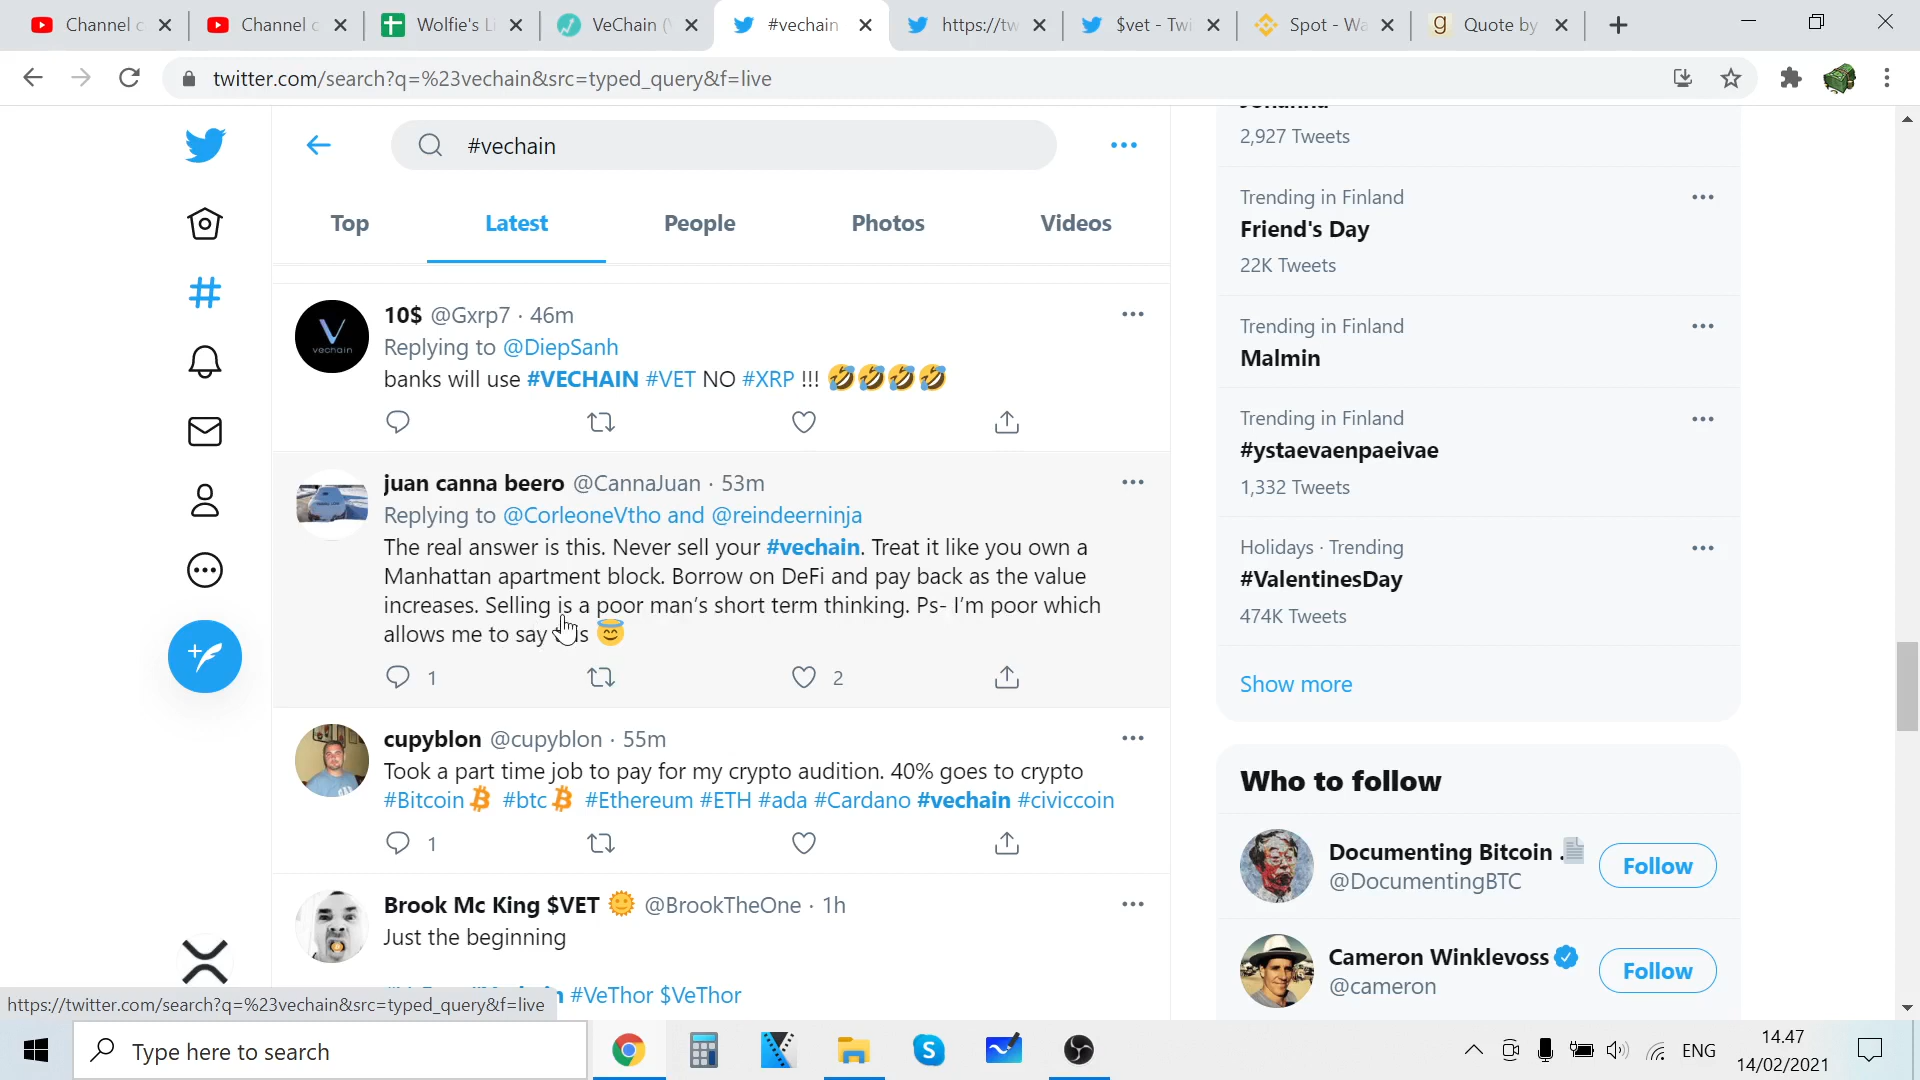 Channel c
Channel c
Wolfie's Li
VeChain (V
#vechain
https://tw
$vet - Twi
Spot - Wa
Quote by
twitter.com/search?q=%23vechain&src=typed_query&f=live
#vechain
Top
Latest
People
Photos
Videos
10$ @Gxrp7 · 46m
Replying to @DiepSanh
banks will use #VECHAIN #VET NO #XRP !!! 🤣🤣🤣🤣
vechain
juan canna beero @CannaJuan · 53m
Replying to @CorleoneVtho and @reindeerninja
The real answer is this. Never sell your #vechain. Treat it like you own a
Manhattan apartment block. Borrow on DeFi and pay back as the value
increases. Selling is a poor man's short term thinking. Ps- I'm poor which
allows me to say 😇
1
2
cupyblon @cupyblon · 55m
Took a part time job to pay for my crypto audition. 40% goes to crypto
#Bitcoin #btc #Ethereum #ETH #ada #Cardano #vechain #civiccoin
1
Brook Mc King $VET 🌞 @BrookTheOne · 1h
Just the beginning
#VeThor $VeThor
2,927 Tweets
Trending in Finland
Friend's Day
22K Tweets
Trending in Finland
Malmin
Trending in Finland
#ystaevaenpaeivae
1,332 Tweets
Holidays · Trending
#ValentinesDay
474K Tweets
Show more
Who to follow
Documenting Bitcoin
@DocumentingBTC
Follow
Cameron Winklevoss
@cameron
Follow
https://twitter.com/search?q=%23vechain&src=typed_query&f=live
Type here to search
ENG
14.47
14/02/2021